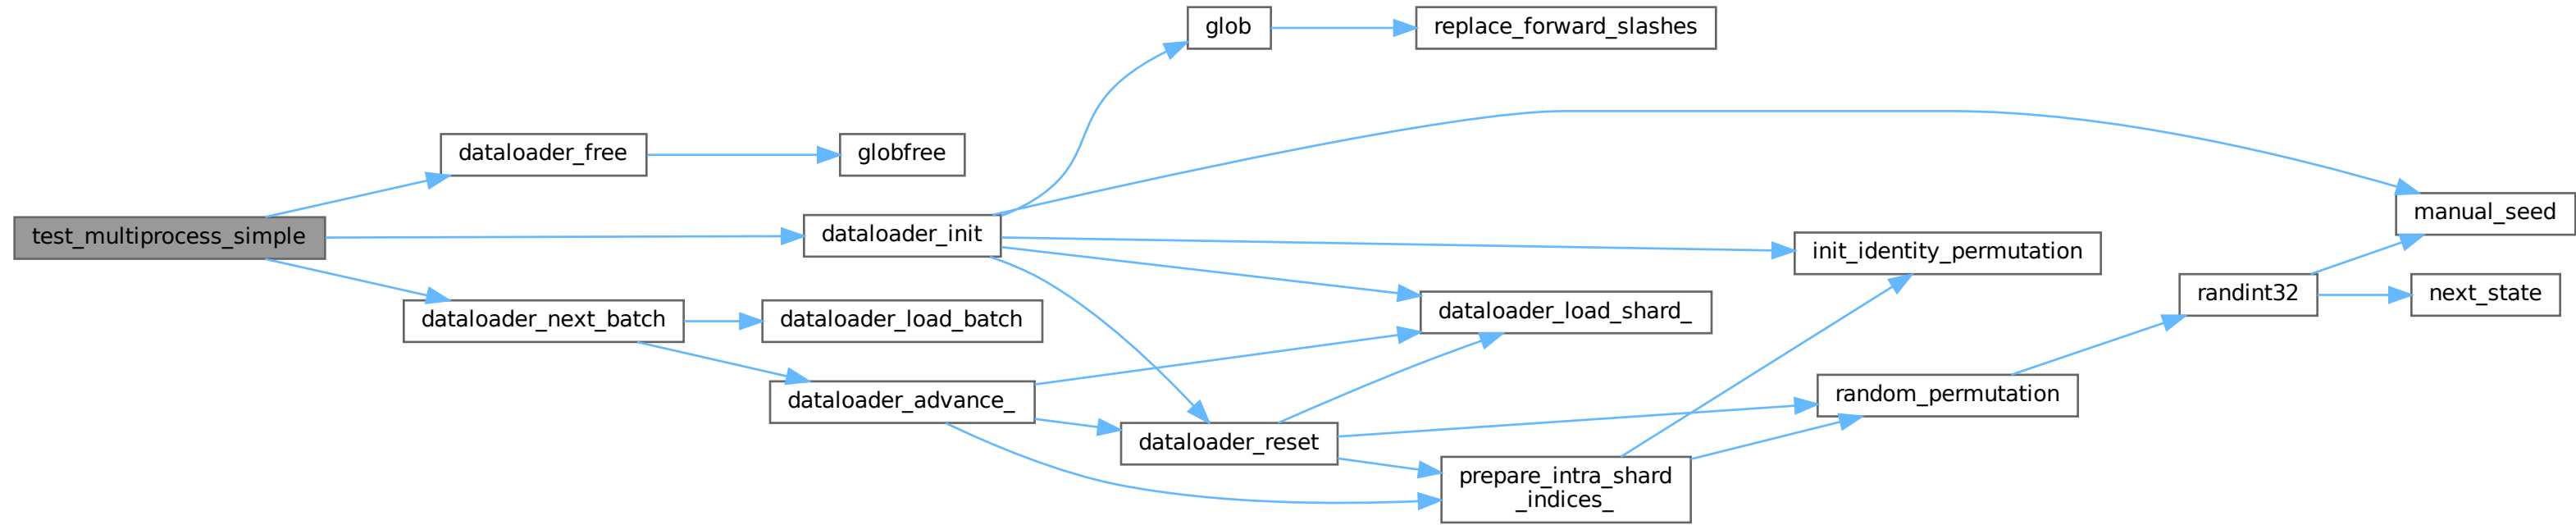 glob
replace_forward_slashes
dataloader_free
globfree
test_multiprocess_simple
dataloader_init
manual_seed
init_identity_permutation
dataloader_next_batch
dataloader_load_batch
dataloader_load_shard_
randint32
next_state
dataloader_advance_
random_permutation
dataloader_reset
prepare_intra_shard
_indices_